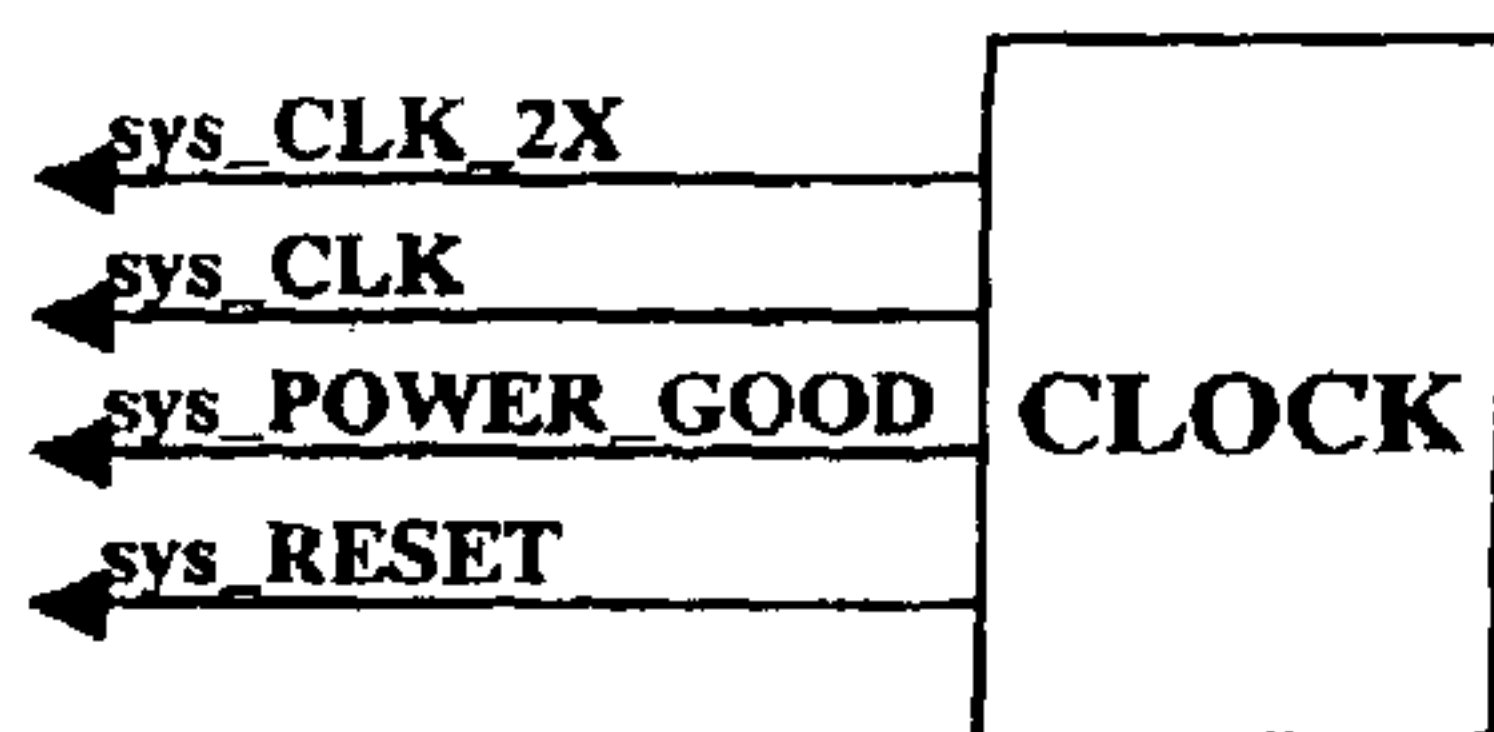 sys_CLK_2X
sys_CLK
sys_POWER_GOOD
CLOCK
sys_RESET